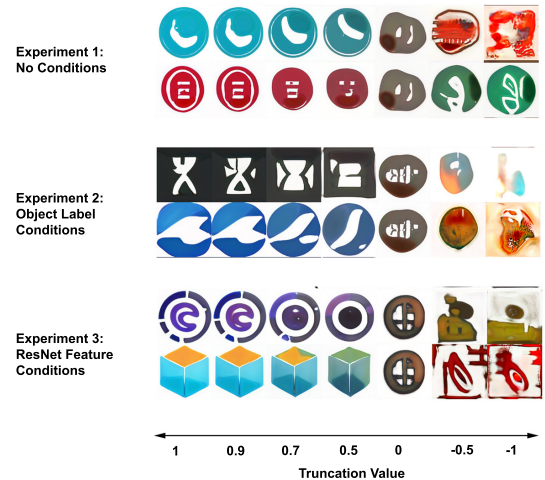 Experiment 1:
No Conditions
Experiment 2:
Object Label
Conditions
Experiment 3:
ResNet Feature
Conditions
1 0.9 0.7 0.5 0 -0.5 -1
Truncation Value